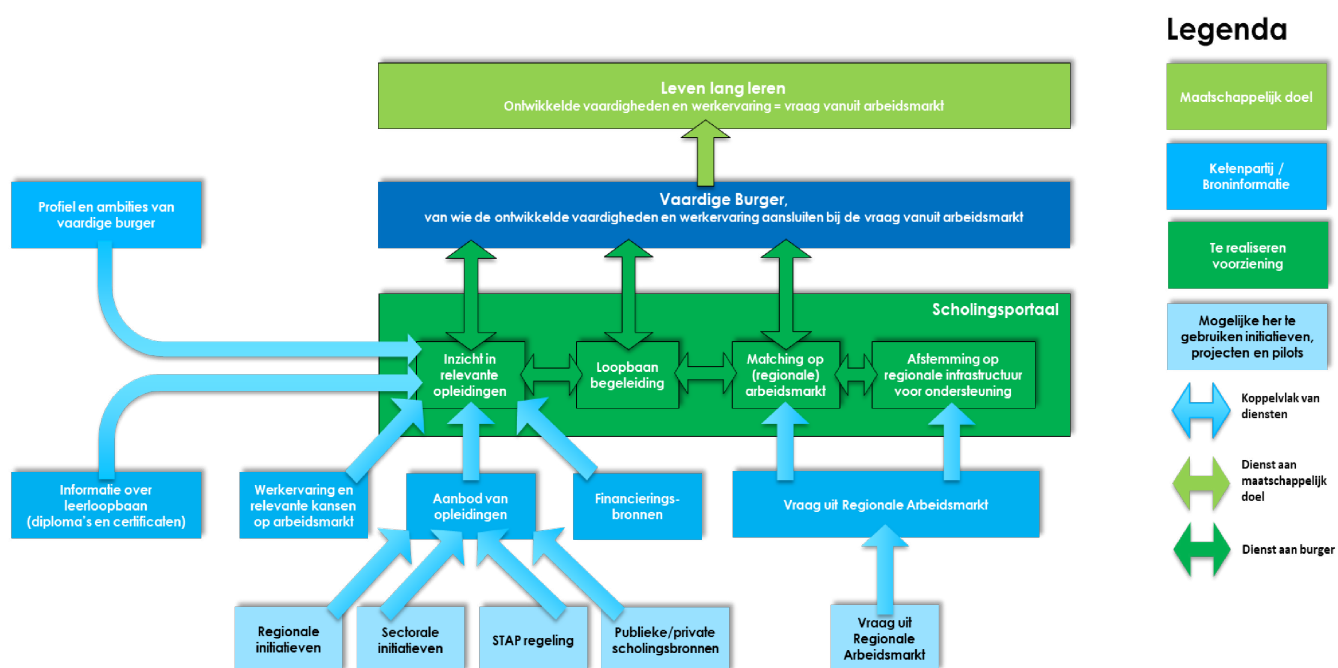 Legenda
Leven lang leren
Ontwikkelde vaardigheden en werkervaring = vraag vanuit arbeidsmarkt
Maatschappelijk doel
Profiel en ambities van
vaardige burger
Vaardige Burger,
van wie de ontwikkelde vaardigheden en werkervaring aansluiten bij de vraag vanuit arbeidsmarkt
Ketenpartij /
Broninformatie
Te realiseren
voorziening
Scholingsportaal
Inzicht in
relevante
opleidingen
Loopbaan
begeleiding
Matching op
(regionale)
arbeidsmarkt
Afstemming op
regionale infrastructuur
voor ondersteuning
Mogelijke her te
gebruiken initiatieven,
projecten en pilots
Koppelvlak van
diensten
Informatie over
leerloopbaan
(diploma's en certificaten)
Werkervaring en
relevante kansen
op arbeidsmarkt
Aanbod van
opleidingen
Financierings-
bronnen
Vraag uit Regionale Arbeidsmarkt
Dienst aan
maatschappelijk
doel
Dienst aan burger
Regionale
initiatieven
Sectorale
initiatieven
STAP regeling
Publieke/private
scholingsbronnen
Vraag uit
Regionale
Arbeidsmarkt